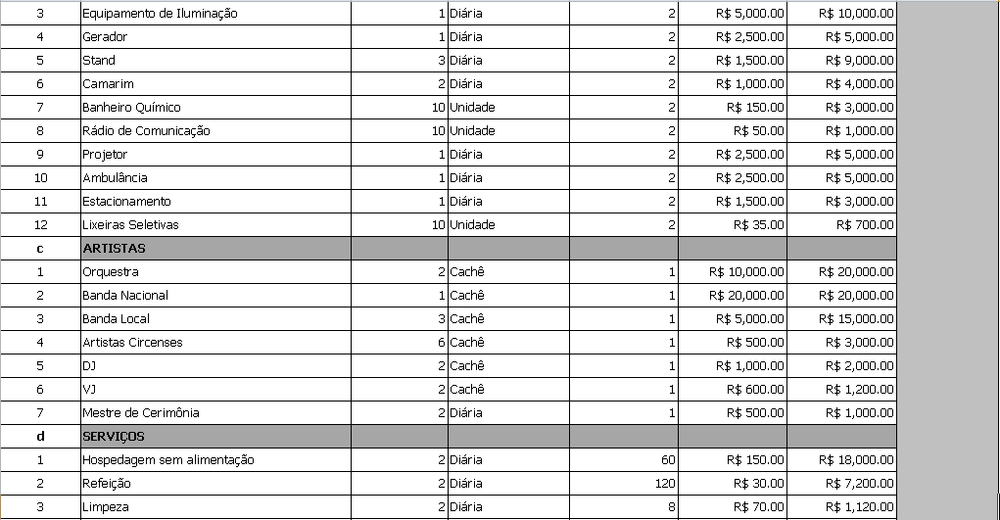 3 Equipamento de Iluminação 1 Diária 2 R$ 5,000.00 R$ 10,000.00
4 Gerador 1 Diária 2 R$ 2,500.00 R$ 5,000.00
5 Stand 3 Diária 2 R$ 1,500.00 R$ 9,000.00
6 Camarim 2 Diária 2 R$ 1,000.00 R$ 4,000.00
7 Banheiro Químico 10 Unidade 2 R$ 150.00 R$ 3,000.00
8 Rádio de Comunicação 10 Unidade 2 R$ 50.00 R$ 1,000.00
9 Projetor 1 Diária 2 R$ 2,500.00 R$ 5,000.00
10 Ambulância 1 Diária 2 R$ 2,500.00 R$ 5,000.00
11 Estacionamento 1 Diária 2 R$ 1,500.00 R$ 3,000.00
12 Lixeiras Seletivas 10 Unidade 2 R$ 35.00 R$ 700.00
c ARTISTAS
1 Orquestra 2 Cachê 1 R$ 10,000.00 R$ 20,000.00
2 Banda Nacional 1 Cachê 1 R$ 20,000.00 R$ 20,000.00
3 Banda Local 3 Cachê 1 R$ 5,000.00 R$ 15,000.00
4 Artistas Circenses 6 Cachê 1 R$ 500.00 R$ 3,000.00
5 DJ 2 Cachê 1 R$ 1,000.00 R$ 2,000.00
6 VJ 2 Cachê 1 R$ 600.00 R$ 1,200.00
7 Mestre de Cerimônia 2 Diária 1 R$ 500.00 R$ 1,000.00
d SERVIÇOS
1 Hospedagem sem alimentação 2 Diária 60 R$ 150.00 R$ 18,000.00
2 Refeição 2 Diária 120 R$ 30.00 R$ 7,200.00
3 Limpeza 2 Diária 8 R$ 70.00 R$ 1,120.00